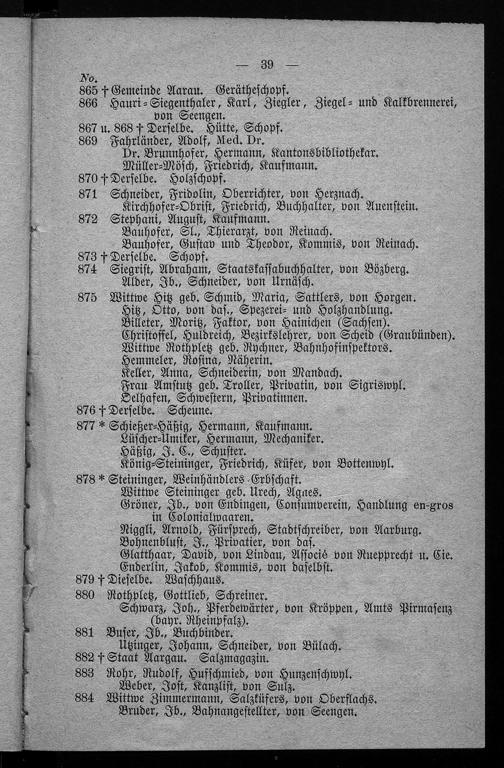 — 39 —
No.
865 † Gemeinde Aarau. Gerätheschopf.
866 Hauri-Siegenthaler, Karl, Ziegler, Ziegel- und Kalkbrennerei,
von Seengen.
867 u. 868 † Derselbe. Hütte, Schopf.
869 Fahrländer, Adolf, Med. Dr.
Dr. Brunnhofer, Hermann, Kantonsbibliothekar.
Müller-Mösch, Friedrich, Kaufmann.
870 † Derselbe. Holzschopf.
871 Schneider, Fridolin, Oberrichter, von Herznach.
Kirchhofer-Obrist, Friedrich, Buchhalter, von Auenstein.
872 Stephani, August, Kaufmann.
Bauhofer, Sl., Thierarzt, von Reinach.
Bauhofer, Gustav und Theodor, Kommis, von Reinach.
873 † Derselbe. Schopf.
874 Siegrist, Abraham, Staatskassabuchhalter, von Bözberg.
Alder, Jb., Schneider, von Urnäsch.
875 Wittwe Hitz geb. Schmid, Maria, Sattlers, von Horgen.
Hitz, Otto, von das., Spezerei- und Holzhandlung.
Billeter, Moritz, Faktor, von Hainichen (Sachsen).
Christoffel, Huldreich, Bezirkslehrer, von Scheid (Graubünden).
Wittwe Rothpletz geb. Rychner, Bahnhofinspektors.
Hemmeler, Rosina, Näherin.
Keller, Anna, Schneiderin, von Mandach.
Frau Amstutz geb. Troller, Privatin, von Sigriswyl.
Oelhafen, Schwestern, Privatinnen.
876 † Derselbe. Scheune.
877 * Schießer-Häßig, Hermann, Kaufmann.
Lüscher-Umiker, Hermann, Mechaniker.
Häßig, J. C., Schuster.
König-Steininger, Friedrich, Küfer, von Bottenwyl.
878 * Steininger, Weinhändlers Erbschaft.
Wittwe Steininger geb. Urech, Agnes.
Gröner, Jb., von Endingen, Consumverein, Handlung en-gros
in Colonialwaaren.
Niggli, Arnold, Fürsprech, Stadtschreiber, von Aarburg.
Bohnenblust, J., Privatier, von das.
Glatthaar, David, von Lindau, Associé von Ruepprecht u. Cie.
Enderlin, Jakob, Kommis, von daselbst.
879 † Dieselbe. Waschhaus.
880 Rothpletz, Gottlieb, Schreiner.
Schwarz, Joh., Pferdewärter, von Kröppen, Amts Pirmasenz
(bayr. Rheinpfalz).
881 Buser, Jb., Buchbinder.
Utzinger, Johann, Schneider, von Bülach.
882 † Staat Aargau. Salzmagazin.
883 Rohr, Rudolf, Hufschmied, von Hunzenschwyl.
Weber, Jost, Kanzlist, von Sulz.
884 Wittwe Zimmermann, Salzküfers, von Oberflachs.
Bruder, Jb., Bahnangestellter, von Seengen.